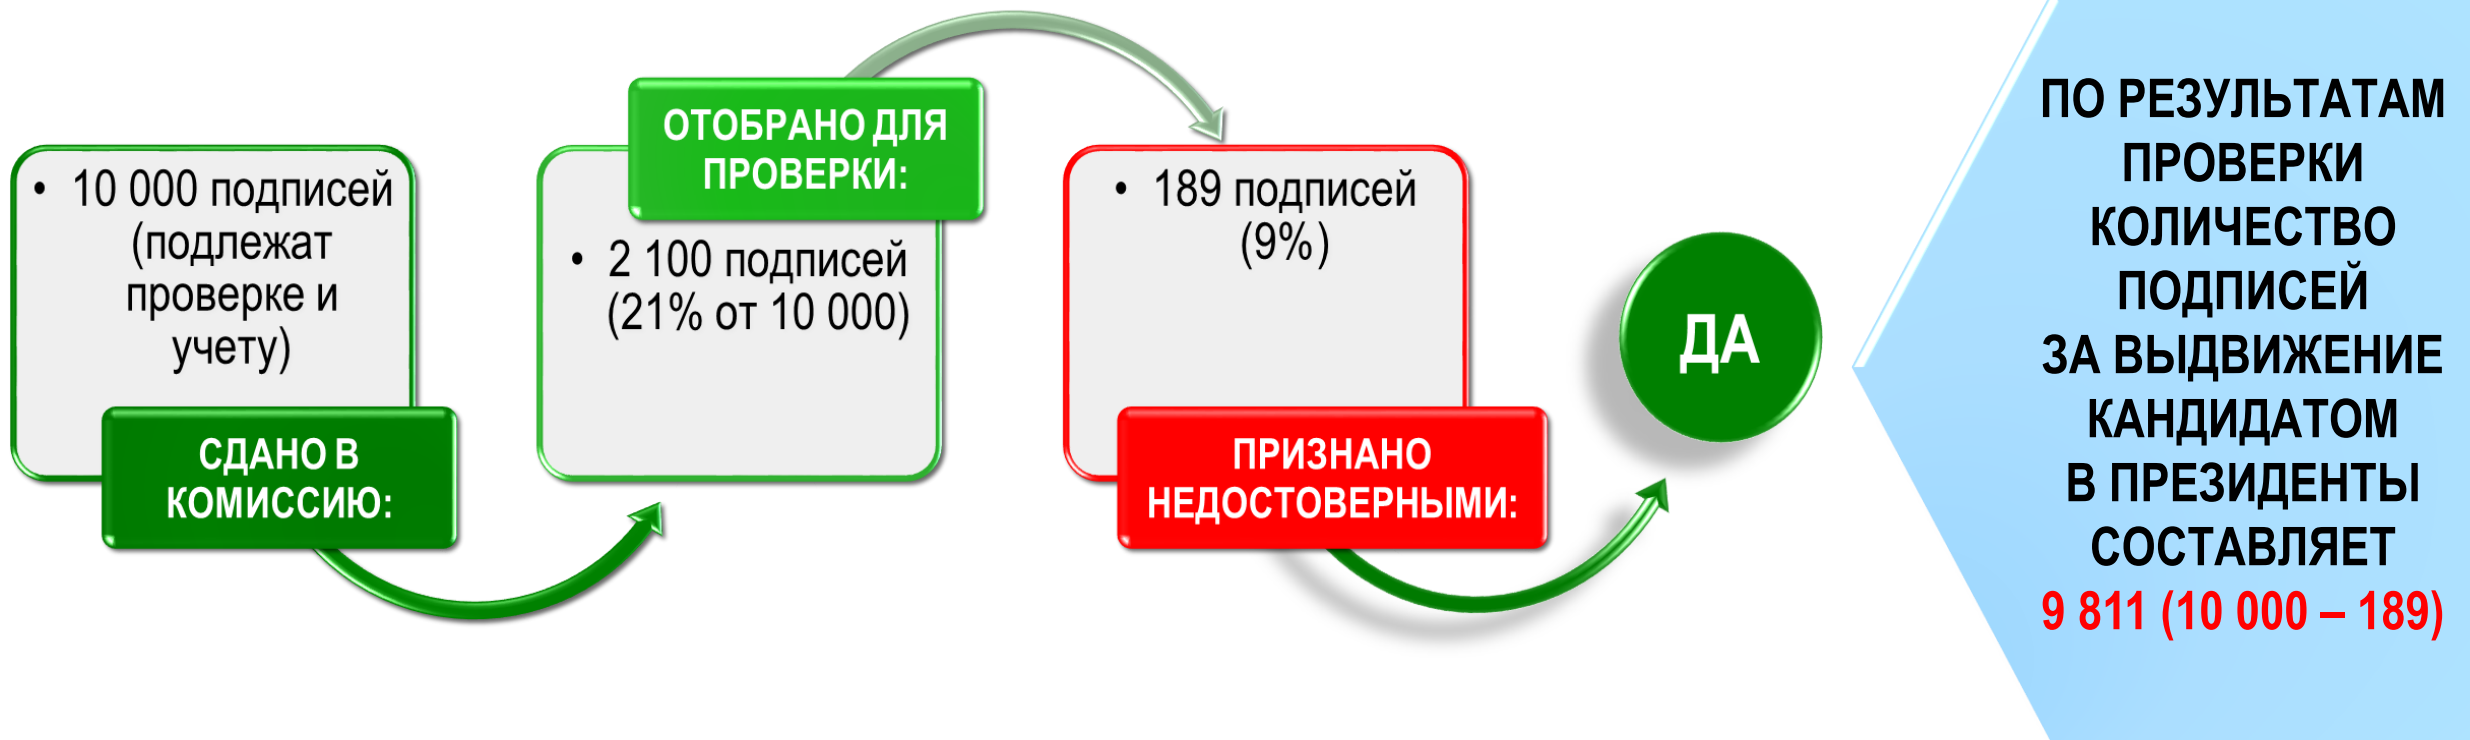 • 10 000 подписей
(подлежат
проверке и
учету)
СДАНО В
КОМИССИЮ:
ОТОБРАНО ДЛЯ
ПРОВЕРКИ:
• 2 100 подписей
(21% от 10 000)
• 189 подписей
(9%)
ПРИЗНАНО
НЕДОСТОВЕРНЫМИ:
ДА
ПО РЕЗУЛЬТАТАМ
ПРОВЕРКИ
КОЛИЧЕСТВО
ПОДПИСЕЙ
ЗА ВЫДВИЖЕНИЕ
КАНДИДАТОМ
В ПРЕЗИДЕНТЫ
СОСТАВЛЯЕТ
9 811 (10 000 – 189)